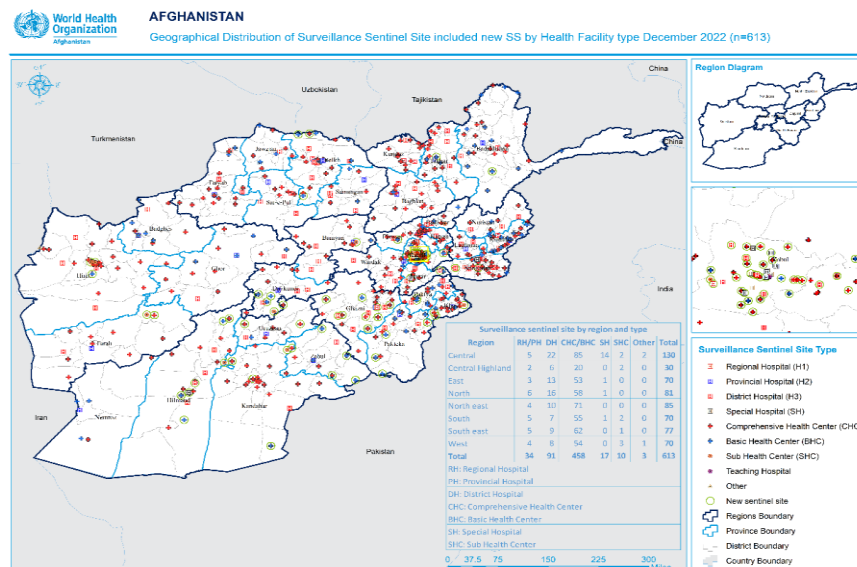 World Health
Organization
Afghanistan
AFGHANISTAN
Geographical Distribution of Surveillance Sentinel Site included new SS by Health Facility type December 2022 (n=613)
China
Uzbekistan
Tajikistan
Turkmenistan
China
India
Pakistan
Iran
Jawzjan
Balkh
Kunduz
Faryab
Sar-e-Pul
Samangan
Baghlan
Badghis
Bamyan
Nuristan
Hirat
Ghor
Wardak
Ghazni
Farah
Paktika
Zabul
Hilmand
Nimroz
Kandahar
Surveillance sentinel site by region and type
Region RH/PH DH CHC/BHC SH SHC Other Total
Central 5 22 85 14 2 2 130
Central Highland 2 6 20 0 2 0 30
East 3 13 53 1 0 0 70
North 6 16 58 1 0 0 81
North east 4 10 71 0 0 0 85
South 5 7 55 1 2 0 70
South east 5 9 62 0 1 0 77
West 4 8 54 0 3 1 70
Total 34 91 458 17 10 3 613
RH: Regional Hospital
PH: Provincial Hospital
DH: District Hospital
CHC: Comprehensive Health Center
BHC: Basic Health Center
SH: Special Hospital
SHC: Sub Health Center
0 37.5 75 150 225 300
Miles
Region Diagram
Kabul
Surveillance Sentinel Site Type
Regional Hospital (H1)
Provincial Hospital (H2)
District Hospital (H3)
Special Hospital (SH)
Comprehensive Health Center (CHC
Basic Health Center (BHC)
Sub Health Center (SHC)
Teaching Hospital
Other
New sentinel site
Regions Boundary
Province Boundary
District Boundary
Country Boundary